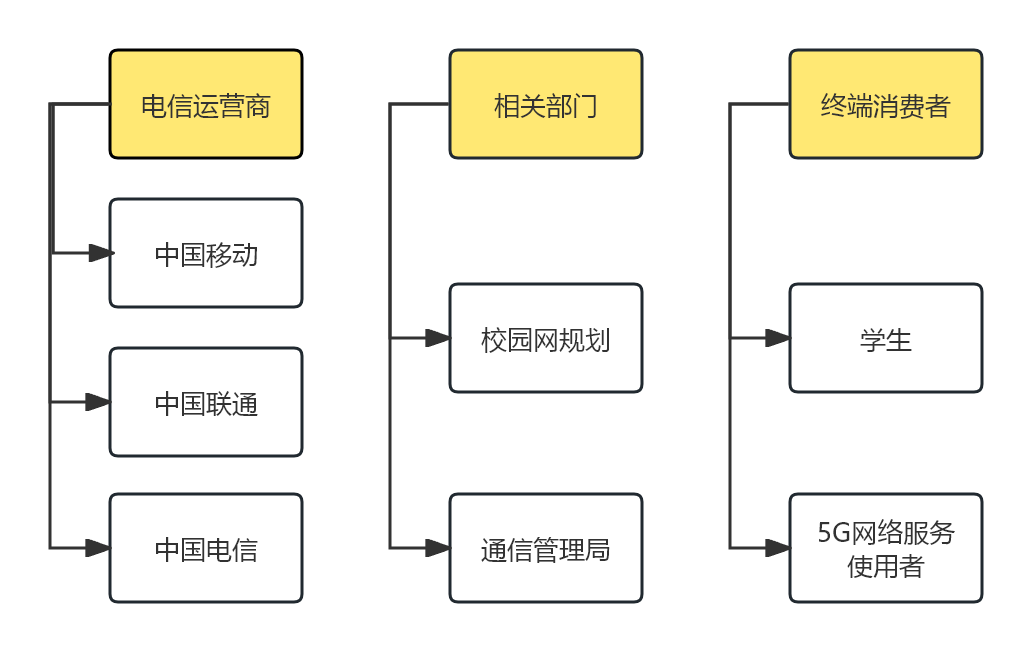 电信运营商
中国移动
中国联通
中国电信
相关部门
校园网规划
通信管理局
终端消费者
学生
5G网络服务
使用者